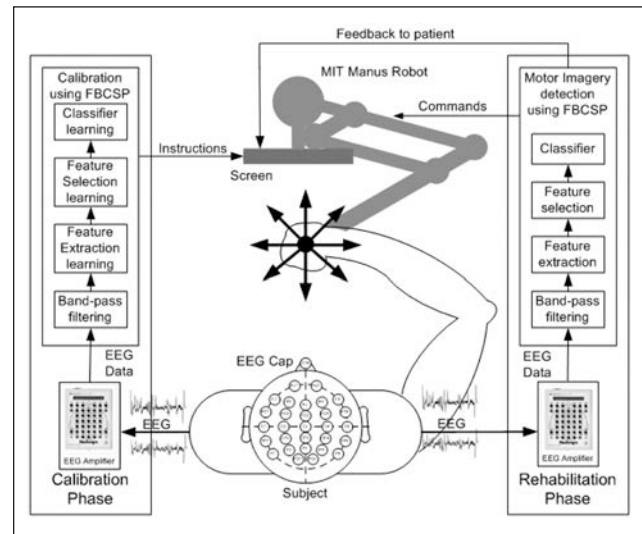 Feedback to patient
Calibration
using FBCSP
Classifier
learning
Feature
Selection
learning
Feature
Extraction
learning
Band-pass
filtering
EEG
Data
EEG Amplifier
Calibration
Phase
Instructions
MIT Manus Robot
Commands
Screen
EEG Cap
EEG
EEG
Subject
Motor Imagery
detection
using FBCSP
Classifier
Feature
selection
Feature
extraction
Band-pass
filtering
EEG
Data
EEG Amplifier
Rehabilitation
Phase